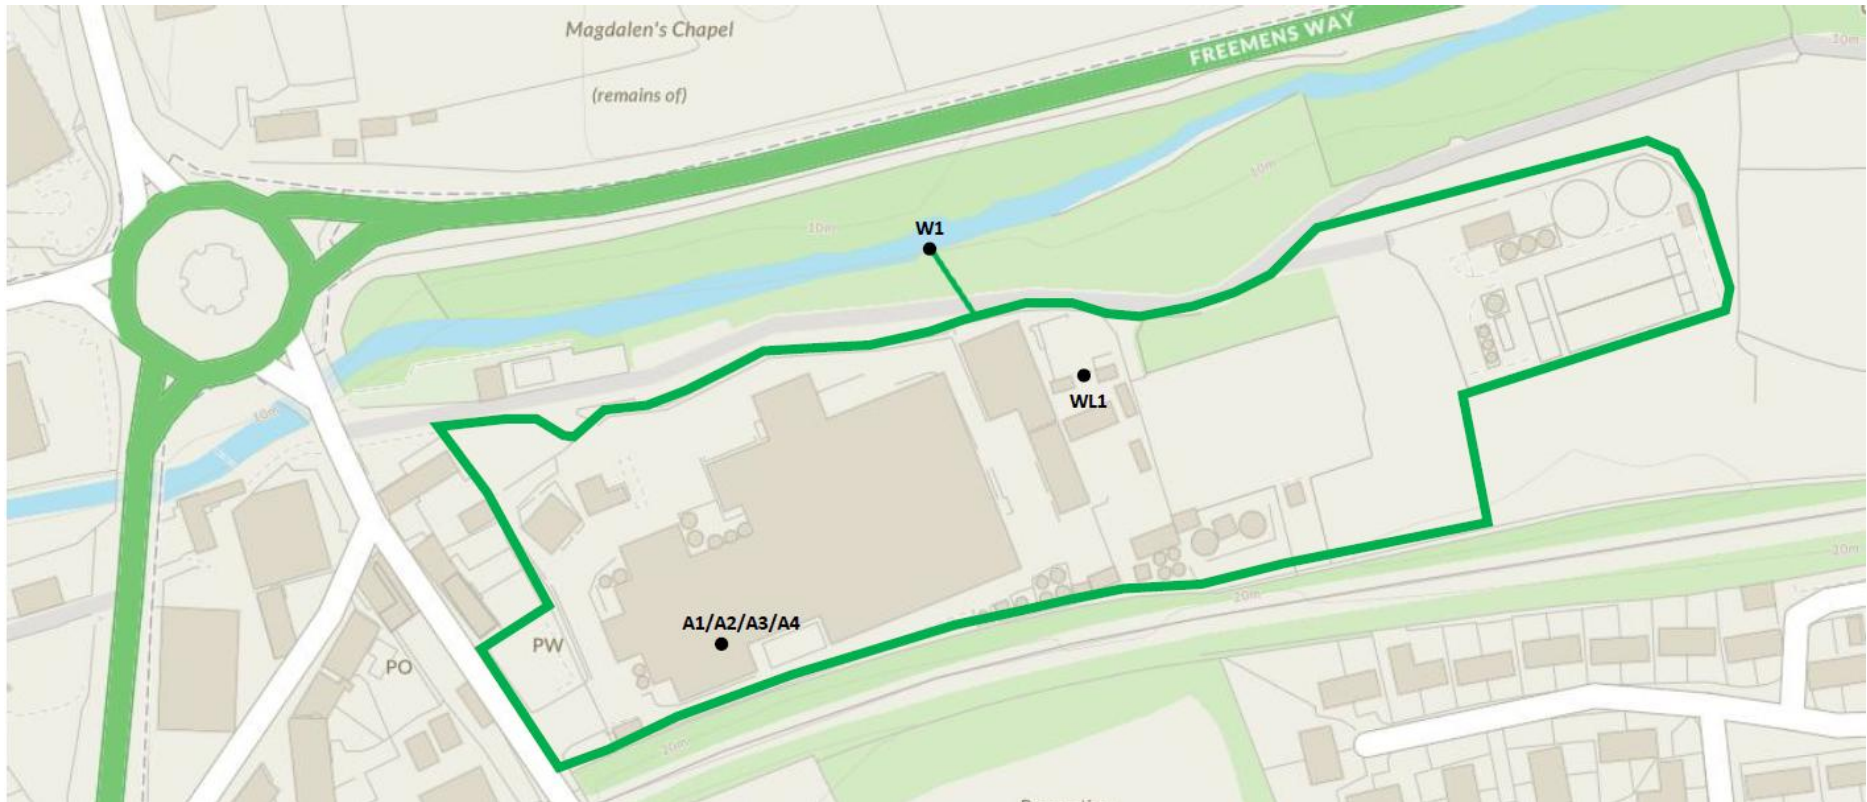 Magdalen's Chapel
(remains of)
FREEMENS WAY
10m
10m
10m
W1
10m
WL1
A1/A2/A3/A4
PW
PO
20m
20m
20m